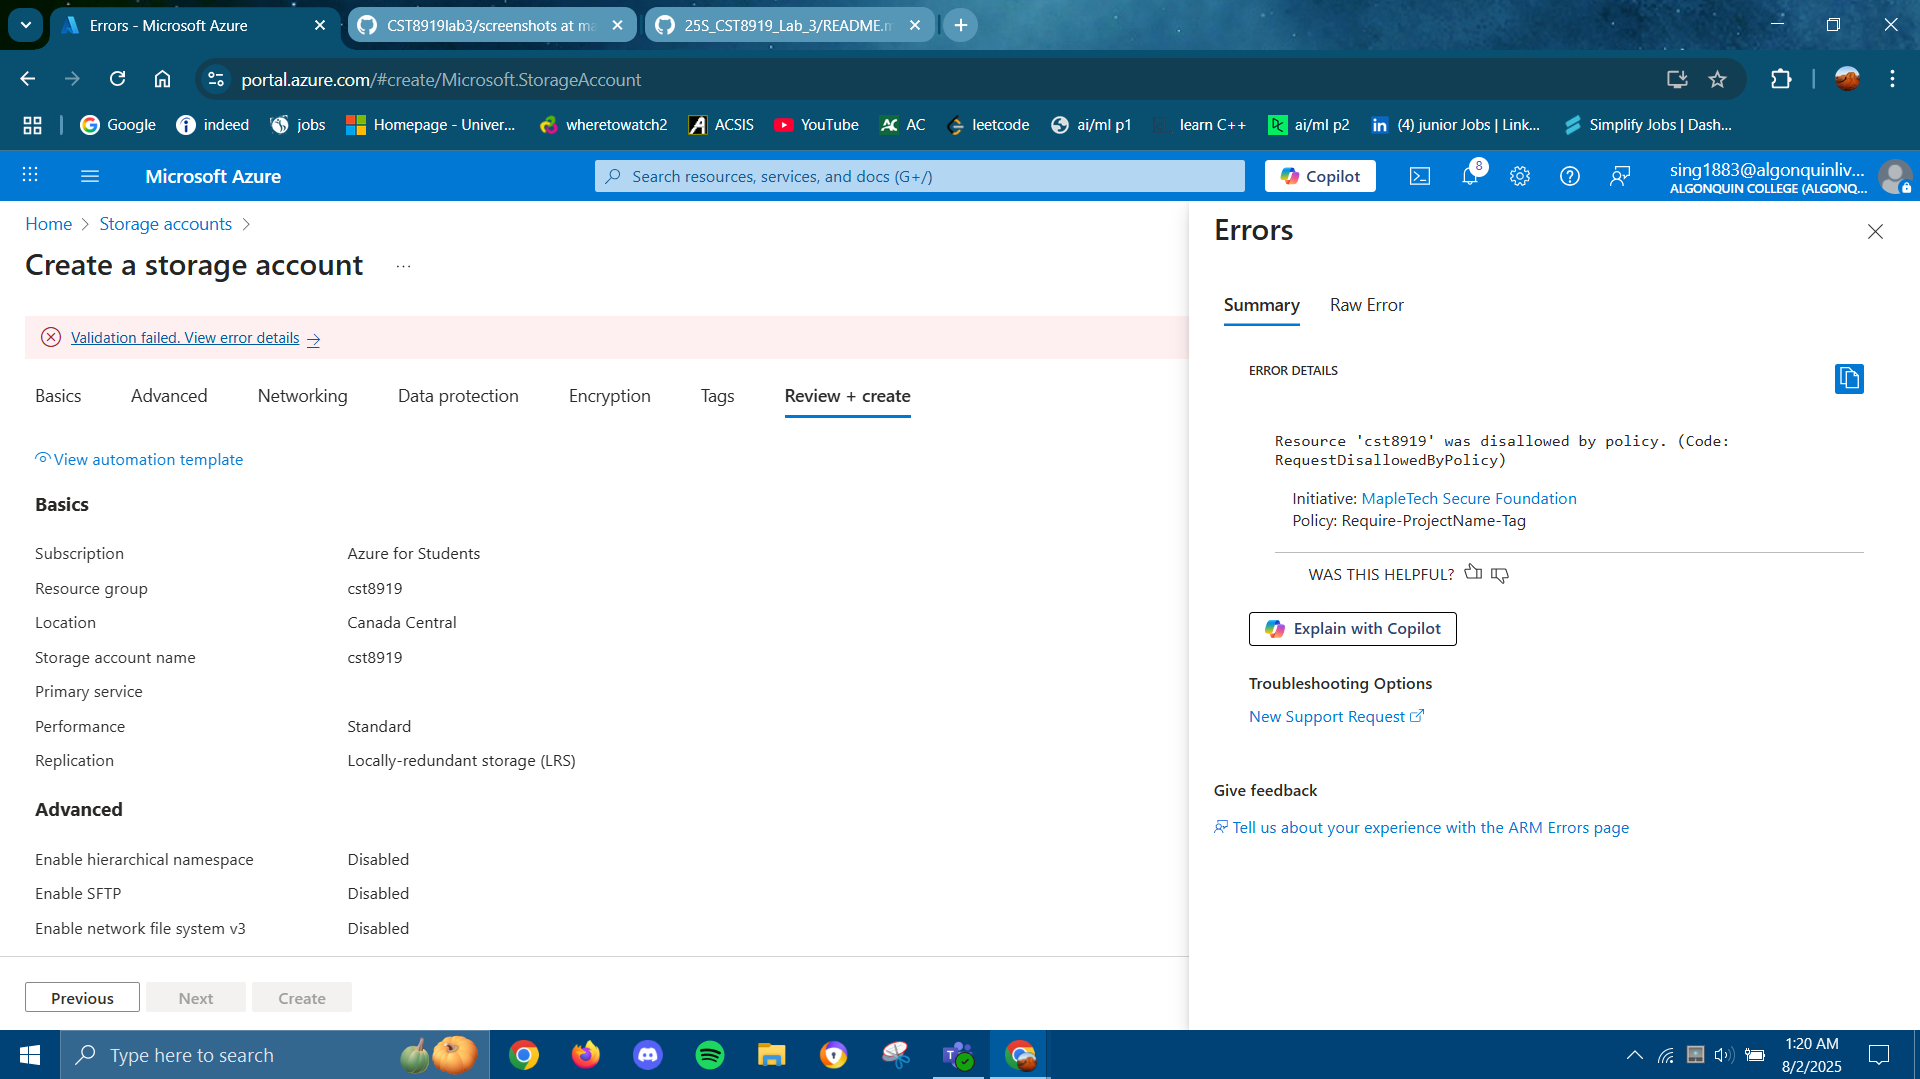 Errors - Microsoft Azure
CST8919lab3/screenshots at ma
25S_CST8919_Lab_3/README.m
portal.azure.com/#create/Microsoft.StorageAccount
Google
indeed
jobs
Homepage - Univer...
wheretowatch2
ACSIS
YouTube
AC
leetcode
ai/ml p1
learn C++
ai/ml p2
(4) junior Jobs | Link...
Simplify Jobs | Dash...
Microsoft Azure
Search resources, services, and docs (G+/)
Copilot
8
sing1883@algonquinliv...
ALGONQUIN COLLEGE (ALGONQ...
Home
Storage accounts
Create a storage account
...
Validation failed. View error details
Basics
Advanced
Networking
Data protection
Encryption
Tags
Review + create
View automation template
Basics
Subscription
Azure for Students
Resource group
cst8919
Location
Canada Central
Storage account name
cst8919
Primary service
Performance
Standard
Replication
Locally-redundant storage (LRS)
Advanced
Enable hierarchical namespace
Disabled
Enable SFTP
Disabled
Enable network file system v3
Disabled
Previous
Next
Create
Errors
Summary
Raw Error
ERROR DETAILS
Resource 'cst8919' was disallowed by policy. (Code:
RequestDisallowedByPolicy)
Initiative: MapleTech Secure Foundation
Policy: Require-ProjectName-Tag
WAS THIS HELPFUL?
Explain with Copilot
Troubleshooting Options
New Support Request
Give feedback
Tell us about your experience with the ARM Errors page
Type here to search
1:20 AM
8/2/2025